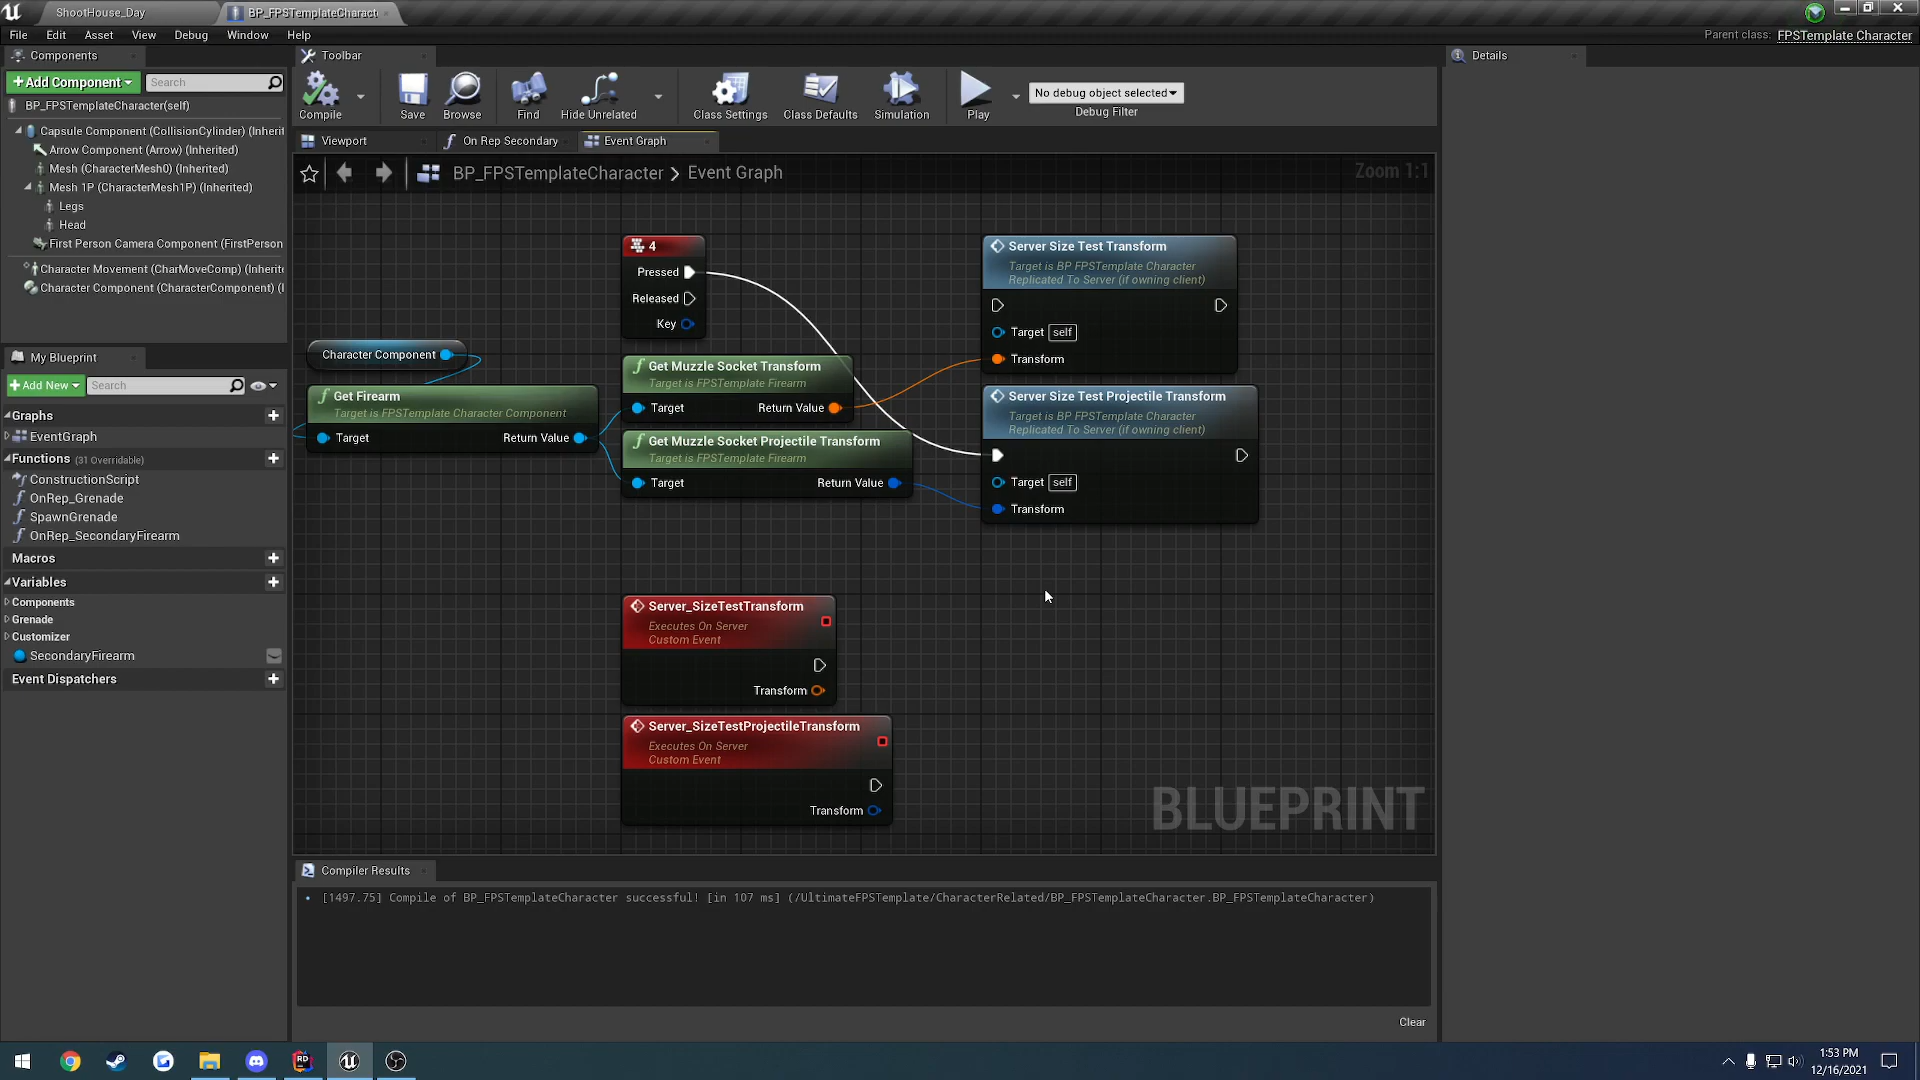 ShootHouse_Day
BP_FPSTemplateCharact
File Edit Asset View Debug Window Help
Parent class: FPSTemplate Character
Components
+Add Component
Search
BP_FPSTemplateCharacter(self)
Capsule Component (CollisionCylinder) (Inherit
Arrow Component (Arrow) (Inherited)
Mesh (CharacterMesh0) (Inherited)
Mesh 1P (CharacterMesh1P) (Inherited)
Legs
Head
First Person Camera Component (FirstPerson
Character Movement (CharMoveComp) (Inherite
Character Component (CharacterComponent) (I
My Blueprint
+Add New
Search
Graphs
EventGraph
Functions (31 Overridable)
ConstructionScript
OnRep_Grenade
SpawnGrenade
OnRep_SecondaryFirearm
Macros
Variables
Components
Grenade
Customizer
SecondaryFirearm
Event Dispatchers
Toolbar
Compile
Save
Browse
Find
Hide Unrelated
Class Settings
Class Defaults
Simulation
Play
No debug object selected
Debug Filter
Viewport
On Rep Secondary
Event Graph
BP_FPSTemplateCharacter > Event Graph
Zoom 1:1
4
Pressed
Released
Key
Character Component
Get Firearm
Target is FPSTemplate Character Component
Target
Return Value
Get Muzzle Socket Transform
Target is FPSTemplate Firearm
Target
Return Value
Get Muzzle Socket Projectile Transform
Target is FPSTemplate Firearm
Target
Return Value
Server Size Test Transform
Target is BP FPSTemplate Character
Replicated To Server (if owning client)
Target self
Transform
Server Size Test Projectile Transform
Target is BP FPSTemplate Character
Replicated To Server (if owning client)
Target self
Transform
Server_SizeTestTransform
Executes On Server
Custom Event
Transform
Server_SizeTestProjectileTransform
Executes On Server
Custom Event
Transform
BLUEPRINT
Compiler Results
[1497.75] Compile of BP_FPSTemplateCharacter successful! [in 107 ms] (/UltimateFPSTemplate/CharacterRelated/BP_FPSTemplateCharacter.BP_FPSTemplateCharacter)
Clear
Details
1:53 PM
12/16/2021